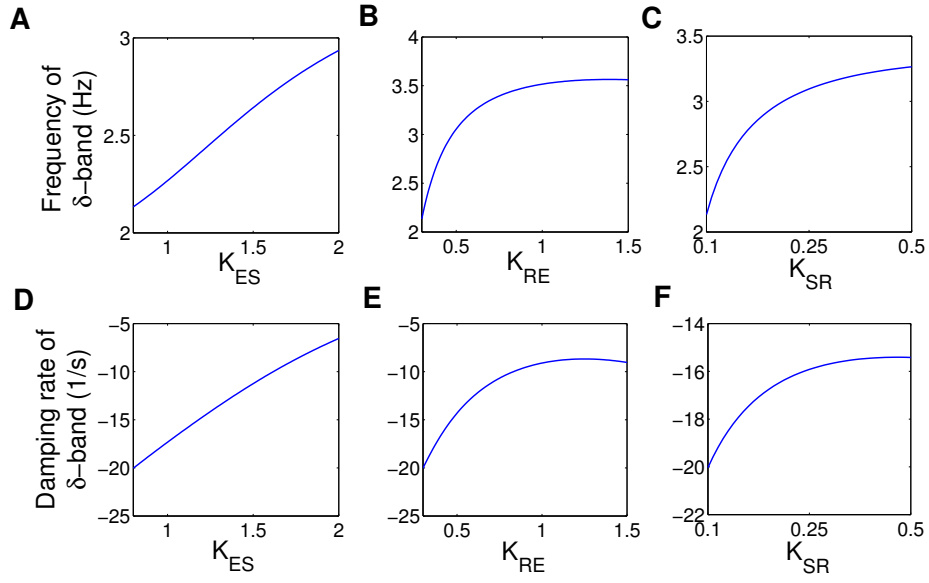 A
B
C
Frequency of
δ−band (Hz)
3
2.5
2
1
1.5
2
K_ES
4
3.5
3
2.5
2
0.5
1
1.5
K_RE
3.5
3
2.5
2
0.1
0.25
0.5
K_SR
D
E
F
Damping rate of
δ−band (1/s)
−5
−10
−15
−20
−25
1
1.5
2
K_ES
−5
−10
−15
−20
−25
0.5
1
1.5
K_RE
−14
−16
−18
−20
−22
0.1
0.25
0.5
K_SR